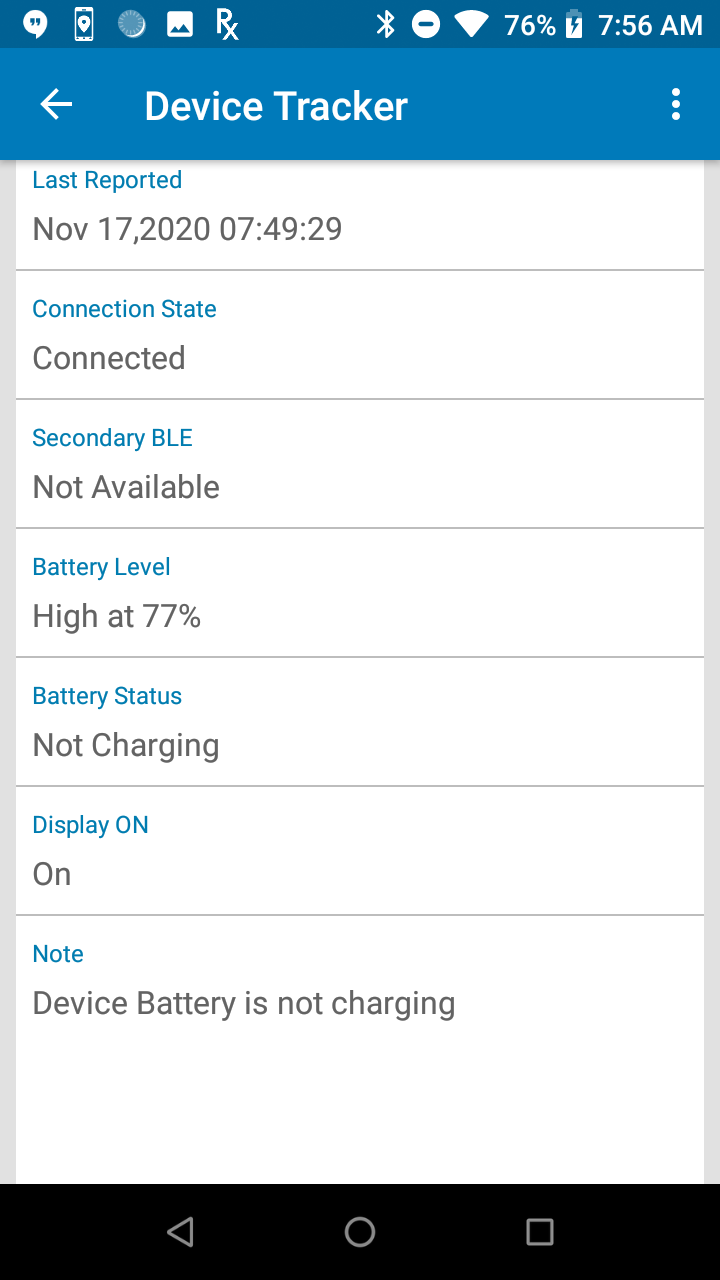 76% 7:56 AM
Device Tracker
Last Reported
Nov 17,2020 07:49:29
Connection State
Connected
Secondary BLE
Not Available
Battery Level
High at 77%
Battery Status
Not Charging
Display ON
On
Note
Device Battery is not charging